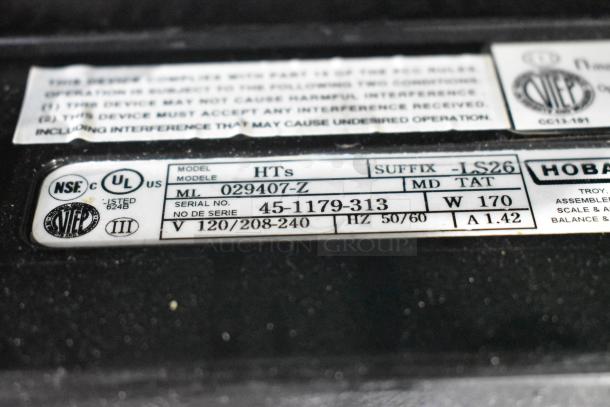 THIS DEVICE COMPLIES WITH PART 15 OF THE FCC RULES.
OPERATION IS SUBJECT TO THE FOLLOWING TWO CONDITIONS.
(1) THIS DEVICE MAY NOT CAUSE HARMFUL INTERFERENCE.
(2) THIS DEVICE MUST ACCEPT ANY INTERFERENCE RECEIVED.
INCLUDING INTERFERENCE THAT MAY CAUSE UNDESIRED OPERATION.
NTEP
CC13-191
NSF C UL US
LISTED
624B
NTEP III
MODEL
MODELE HTs SUFFIX -LS26
ML 029407-Z MD TAT
SERIAL NO.
NO DE SERIE 45-1179-313 W 170
V 120/208-240 HZ 50/60 A 1.42
HOBA
TROY,
ASSEMBLE
SCALE & A
BALANCE &
AUCTION GROUP